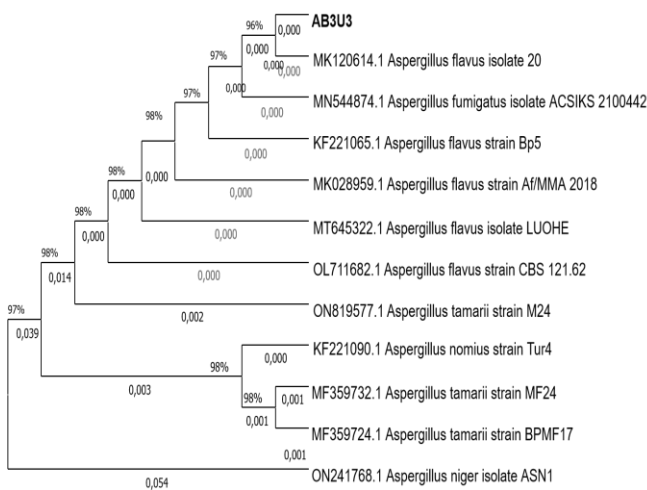 AB3U3
96%
0,000
0,000
MK120614.1 Aspergillus flavus isolate 20
97%
0,000
0,000
MN544874.1 Aspergillus fumigatus isolate ACSIKS 2100442
97%
0,000
0,000
KF221065.1 Aspergillus flavus strain Bp5
98%
0,000
MK028959.1 Aspergillus flavus strain Af/MMA 2018
98%
0,000
0,000
MT645322.1 Aspergillus flavus isolate LUOHE
98%
0,000
0,000
OL711682.1 Aspergillus flavus strain CBS 121.62
98%
0,000
0,014
ON819577.1 Aspergillus tamarii strain M24
97%
0,002
0,039
KF221090.1 Aspergillus nomius strain Tur4
98%
0,000
0,003
MF359732.1 Aspergillus tamarii strain MF24
98%
0,001
0,001
MF359724.1 Aspergillus tamarii strain BPMF17
0,001
ON241768.1 Aspergillus niger isolate ASN1
0,054